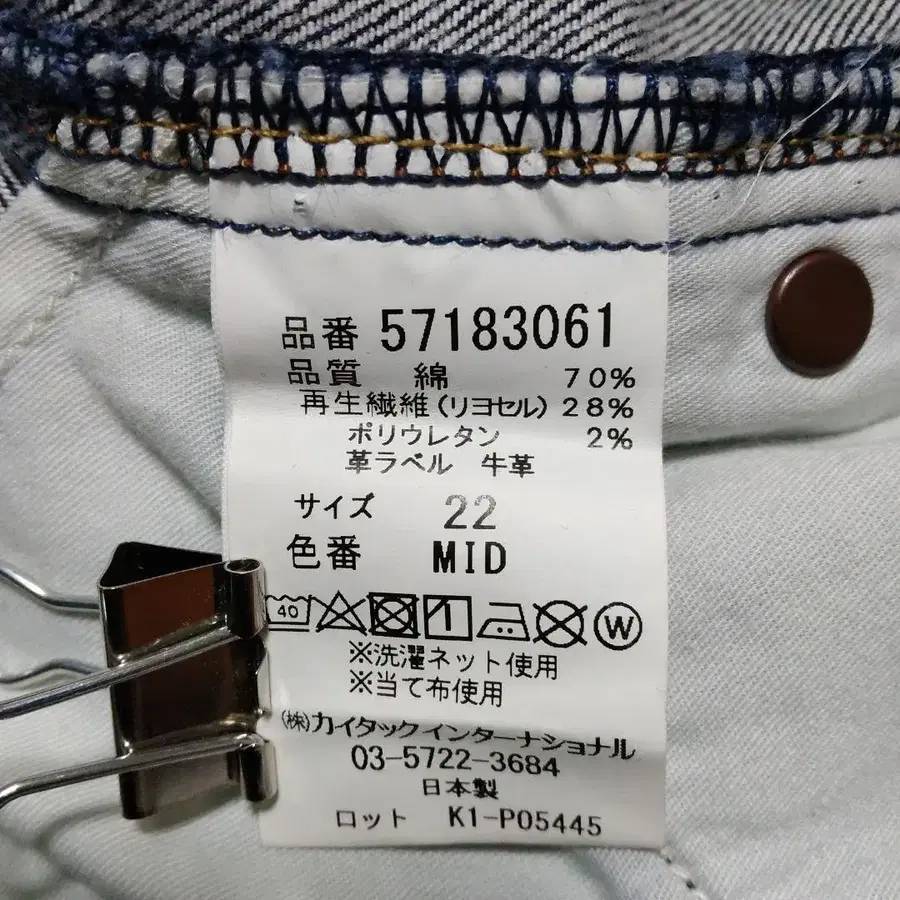 品番 57183061
品質 綿 70%
再生繊維(リヨセル) 28%
ポリウレタン 2%
革ラベル 牛革
サイズ 22
色番 MID
40 W
※洗濯ネット使用
※当て布使用
(株)カイタックインターナショナル
03-5722-3684
日本製
ロット K1-P05445